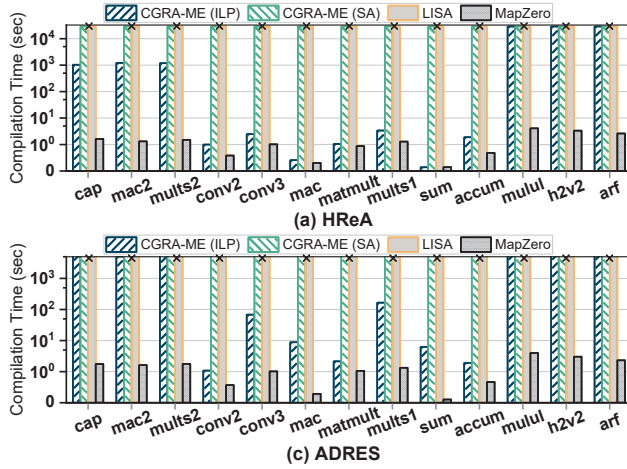 CGRA-ME (ILP) CGRA-ME (SA) LISA MapZero
Compilation Time (sec)
10^4
10^3
10^2
10^1
10^0
0
cap mac2 mults2 conv2 conv3 mac matmult mults1 sum accum mulul h2v2 arf
(a) HReA
CGRA-ME (ILP) CGRA-ME (SA) LISA MapZero
Compilation Time (sec)
10^3
10^2
10^1
10^0
0
cap mac2 mults2 conv2 conv3 mac matmult mults1 sum accum mulul h2v2 arf
(c) ADRES